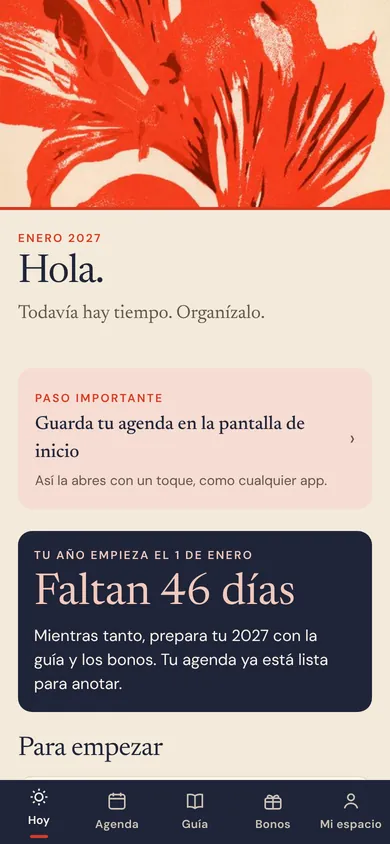 ENERO 2027
Hola.
Todavía hay tiempo. Organízalo.
PASO IMPORTANTE
Guarda tu agenda en la pantalla de
inicio
Así la abres con un toque, como cualquier app.
TU AÑO EMPIEZA EL 1 DE ENERO
Faltan 46 días
Mientras tanto, prepara tu 2027 con la
guía y los bonos. Tu agenda ya está lista
para anotar.
Para empezar
Hoy
Agenda
Guía
Bonos
Mi espacio